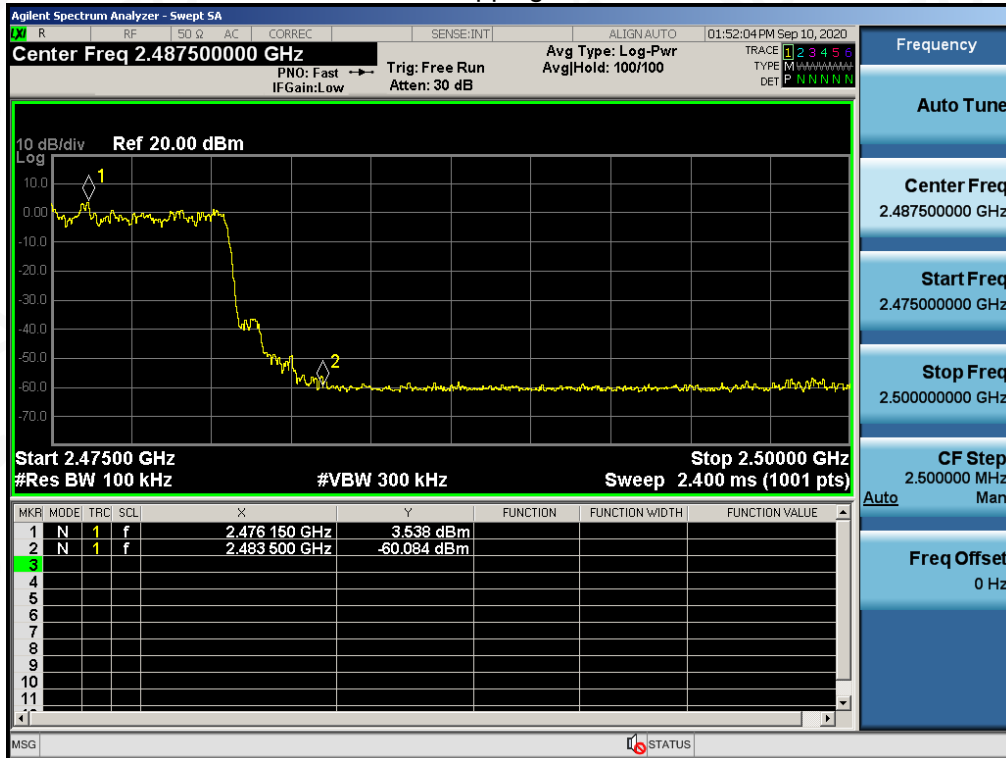 Agilent Spectrum Analyzer - Swept SA
LXI R RF 50 Ω AC CORREC SENSE:INT ALIGN AUTO 01:52:04 PM Sep 10, 2020
Center Freq 2.487500000 GHz
PNO: Fast
IFGain:Low
Trig: Free Run
Atten: 30 dB
Avg Type: Log-Pwr
Avg|Hold: 100/100
TRACE 1 2 3 4 5 6
TYPE M WWWWW
DET P N N N N N
10 dB/div Ref 20.00 dBm
Log
10.0
0.00
-10.0
-20.0
-30.0
-40.0
-50.0
-60.0
-70.0
1
2
Start 2.47500 GHz Stop 2.50000 GHz
#Res BW 100 kHz #VBW 300 kHz Sweep 2.400 ms (1001 pts)
MKR MODE TRC SCL X Y FUNCTION FUNCTION WIDTH FUNCTION VALUE
1 N 1 f 2.476 150 GHz 3.538 dBm
2 N 1 f 2.483 500 GHz -60.084 dBm
3
4
5
6
7
8
9
10
11
MSG STATUS
Frequency
Auto Tune
Center Freq
2.487500000 GHz
Start Freq
2.475000000 GHz
Stop Freq
2.500000000 GHz
CF Step
2.500000 MHz
Auto Man
Freq Offset
0 Hz